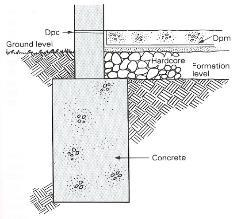 Dpc
Dpm
Ground level
Hardcore
Formation
level
Concrete